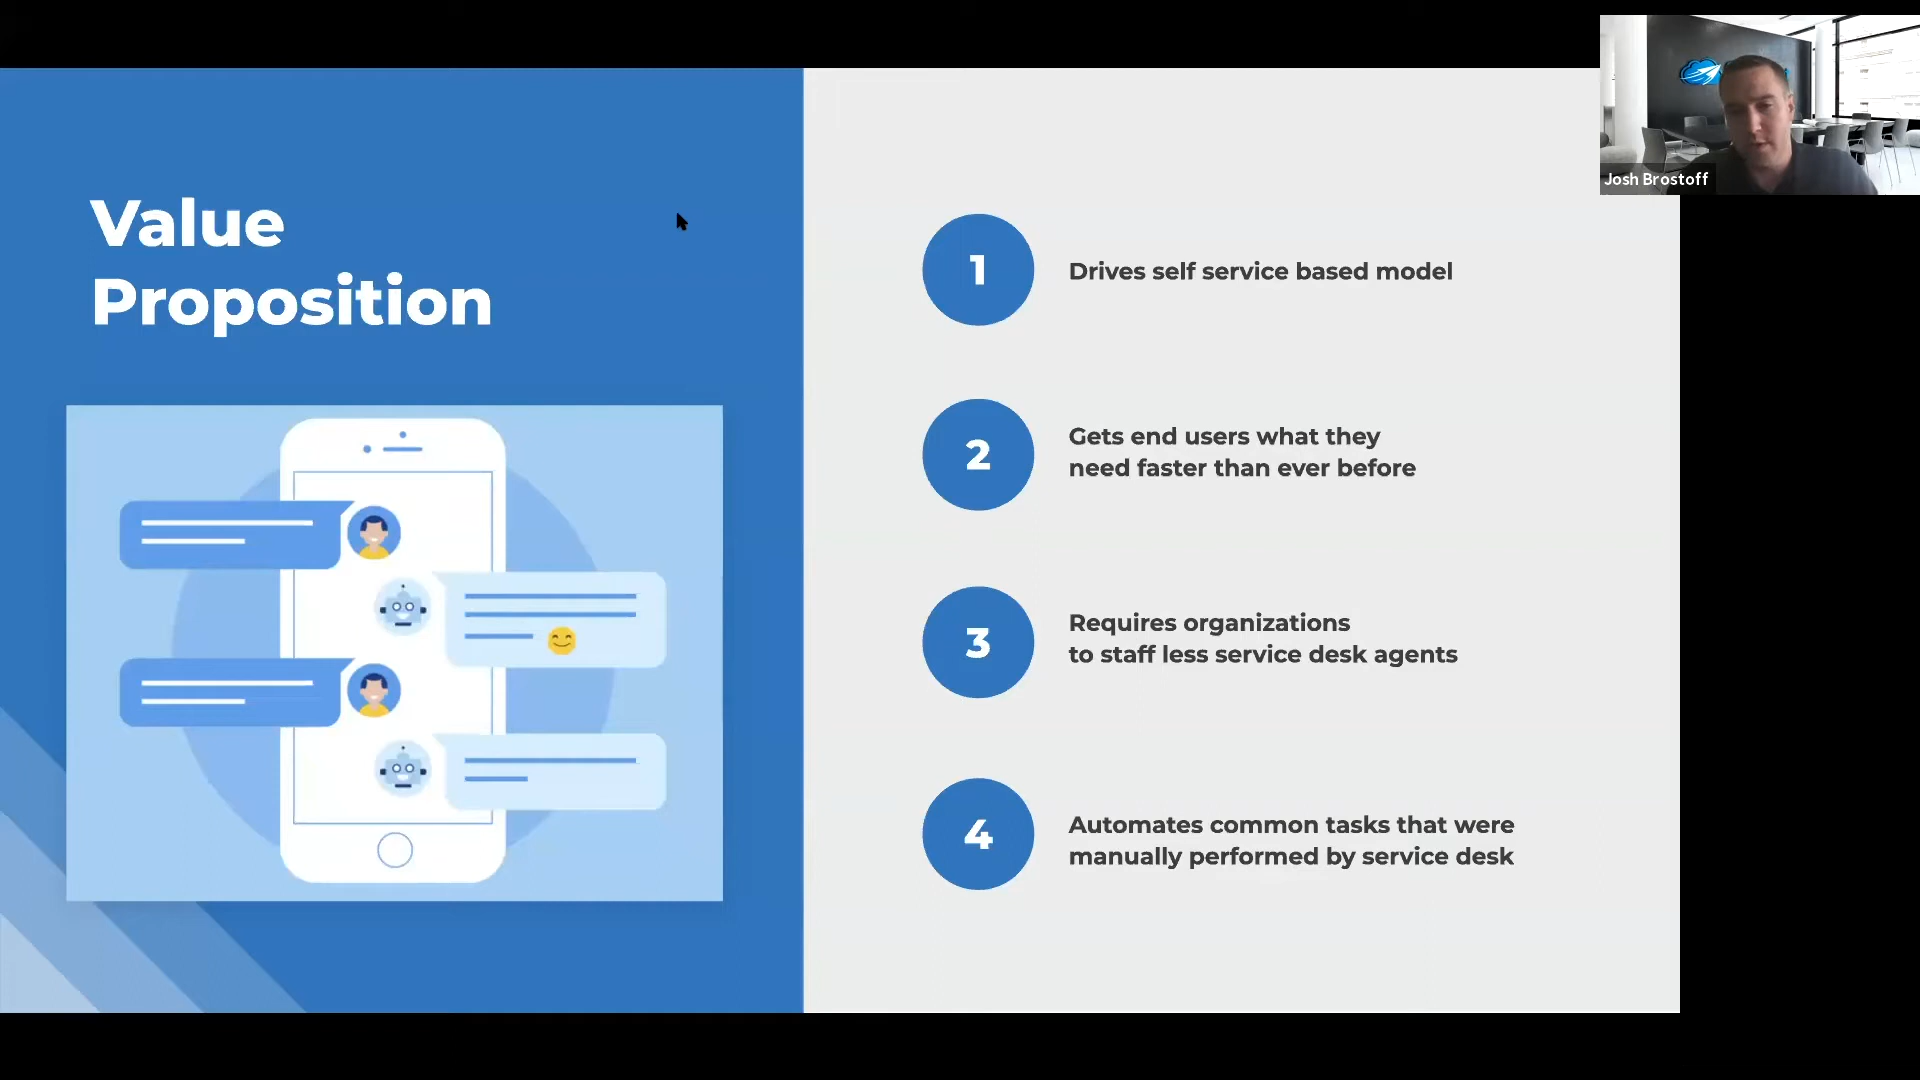 Value
Proposition
1
Drives self service based model
2
Gets end users what they
need faster than ever before
3
Requires organizations
to staff less service desk agents
4
Automates common tasks that were
manually performed by service desk
Josh Brostoff